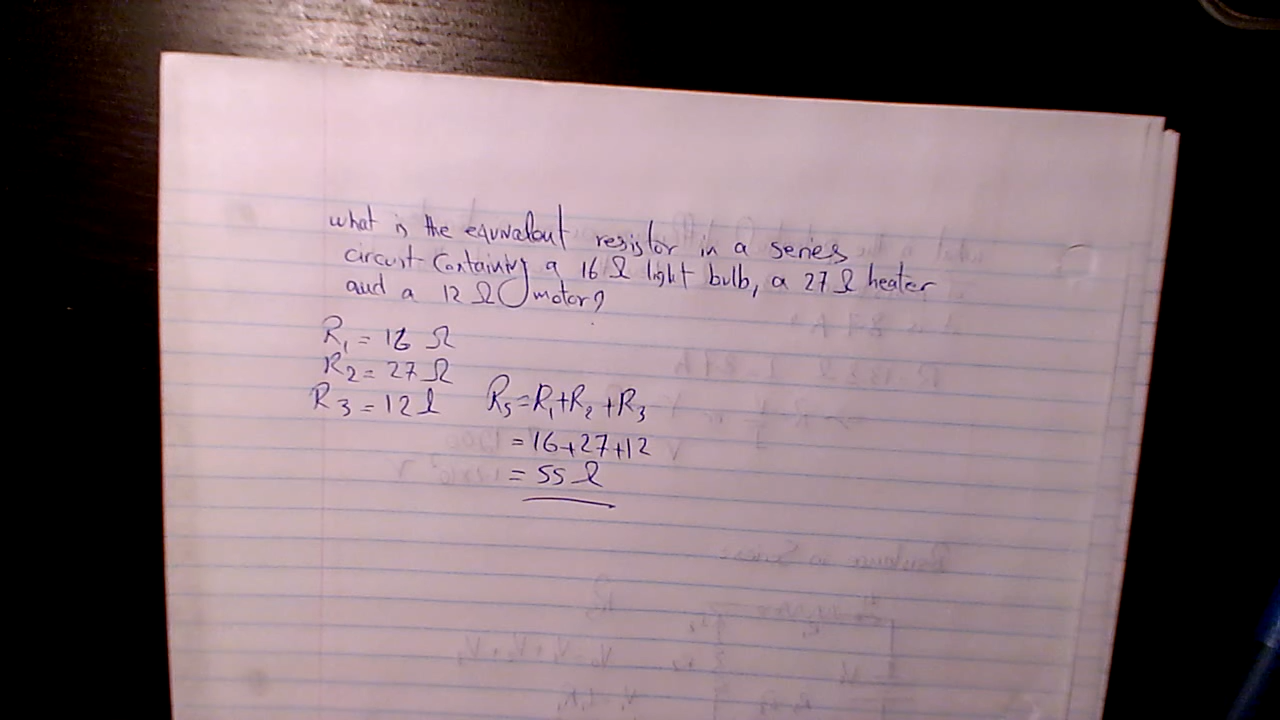 what is the equivalout resistor in a series
circuit containing a 16 Ω light bulb, a 27 Ω heater
and a 12 Ω motor?
R1 = 16 Ω
R2 = 27 Ω
R3 = 12 Ω RS = R1 + R2 + R3
= 16 + 27 + 12
= 55 Ω